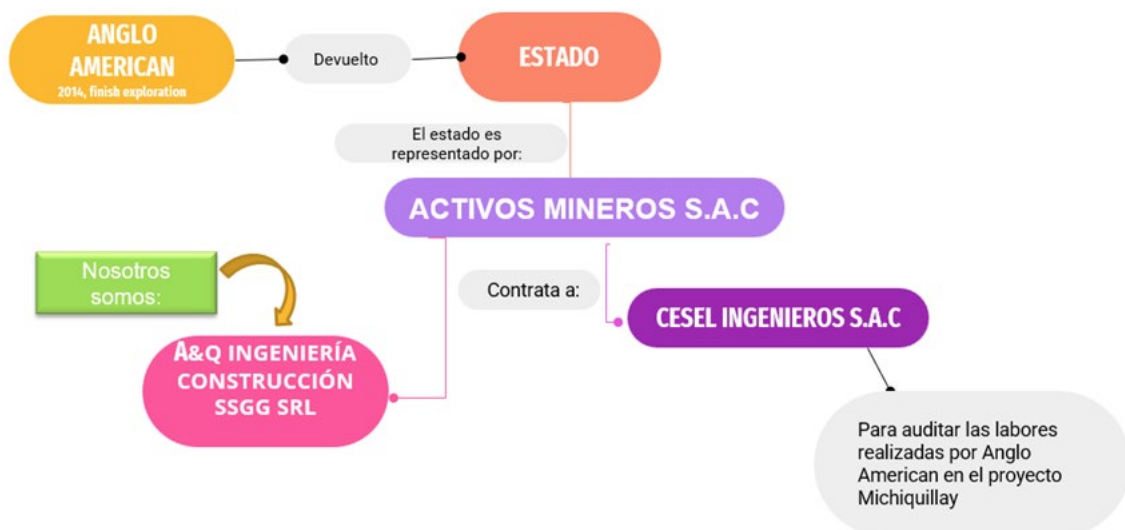 ANGLO
AMERICAN
2014, finish exploration
Devuelto
ESTADO
El estado es
representado por:
ACTIVOS MINEROS S.A.C
Nosotros
somos:
Contrata a:
CESEL INGENIEROS S.A.C
A&Q INGENIERÍA
CONSTRUCCIÓN
SSGG SRL
Para auditar las labores
realizadas por Anglo
American en el proyecto
Michiquillay